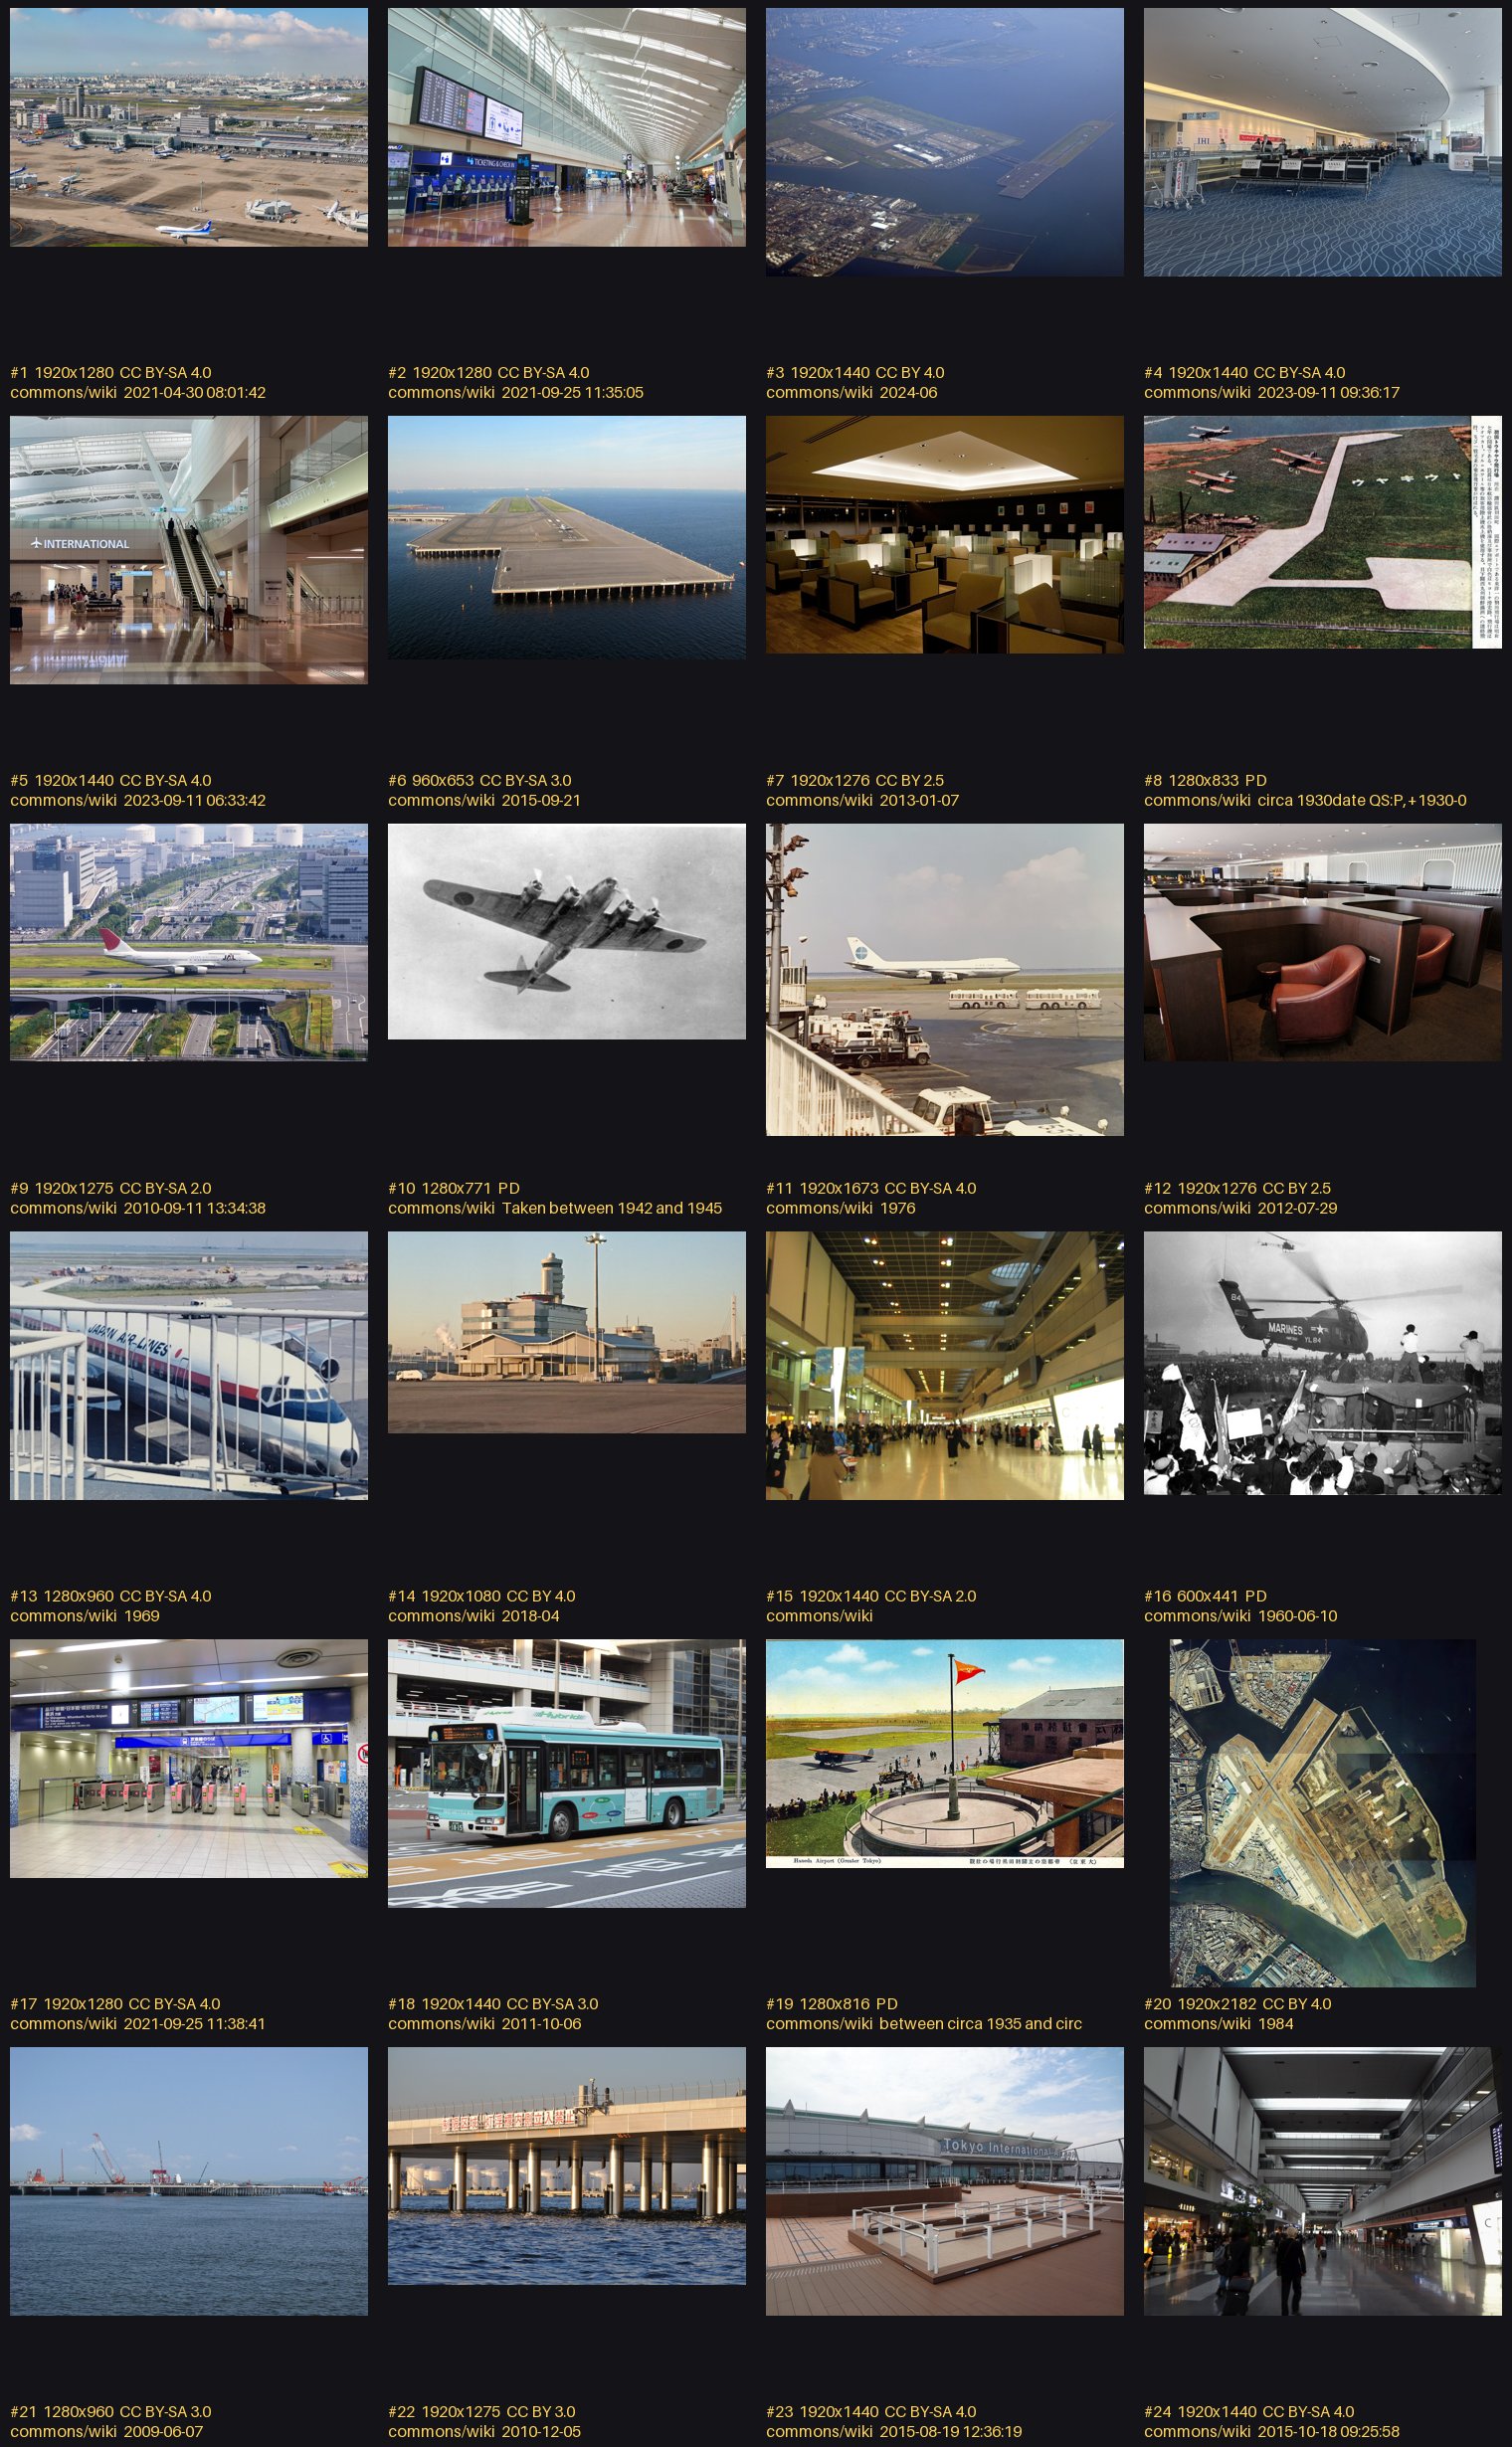 TICKETING & CHECK IN
#1 1920x1280 CC BY-SA 4.0
commons/wiki 2021-04-30 08:01:42
#2 1920x1280 CC BY-SA 4.0
commons/wiki 2021-09-25 11:35:05
#3 1920x1440 CC BY 4.0
commons/wiki 2024-06
#4 1920x1440 CC BY-SA 4.0
commons/wiki 2023-09-11 09:36:17
INTERNATIONAL
#5 1920x1440 CC BY-SA 4.0
commons/wiki 2023-09-11 06:33:42
#6 960x653 CC BY-SA 3.0
commons/wiki 2015-09-21
#7 1920x1276 CC BY 2.5
commons/wiki 2013-01-07
#8 1280x833 PD
commons/wiki circa 1930date QS:P,+1930-0
JAL
#9 1920x1275 CC BY-SA 2.0
commons/wiki 2010-09-11 13:34:38
#10 1280x771 PD
commons/wiki Taken between 1942 and 1945
#11 1920x1673 CC BY-SA 4.0
commons/wiki 1976
#12 1920x1276 CC BY 2.5
commons/wiki 2012-07-29
JAPAN AIR LINES
84
MARINES
YL 84
#13 1280x960 CC BY-SA 4.0
commons/wiki 1969
#14 1920x1080 CC BY 4.0
commons/wiki 2018-04
#15 1920x1440 CC BY-SA 2.0
commons/wiki
#16 600x441 PD
commons/wiki 1960-06-10
Hybrid
Haneda Airport (Greater Tokyo)
#17 1920x1280 CC BY-SA 4.0
commons/wiki 2021-09-25 11:38:41
#18 1920x1440 CC BY-SA 3.0
commons/wiki 2011-10-06
#19 1280x816 PD
commons/wiki between circa 1935 and circ
#20 1920x2182 CC BY 4.0
commons/wiki 1984
Tokyo International
#21 1280x960 CC BY-SA 3.0
commons/wiki 2009-06-07
#22 1920x1275 CC BY 3.0
commons/wiki 2010-12-05
#23 1920x1440 CC BY-SA 4.0
commons/wiki 2015-08-19 12:36:19
#24 1920x1440 CC BY-SA 4.0
commons/wiki 2015-10-18 09:25:58